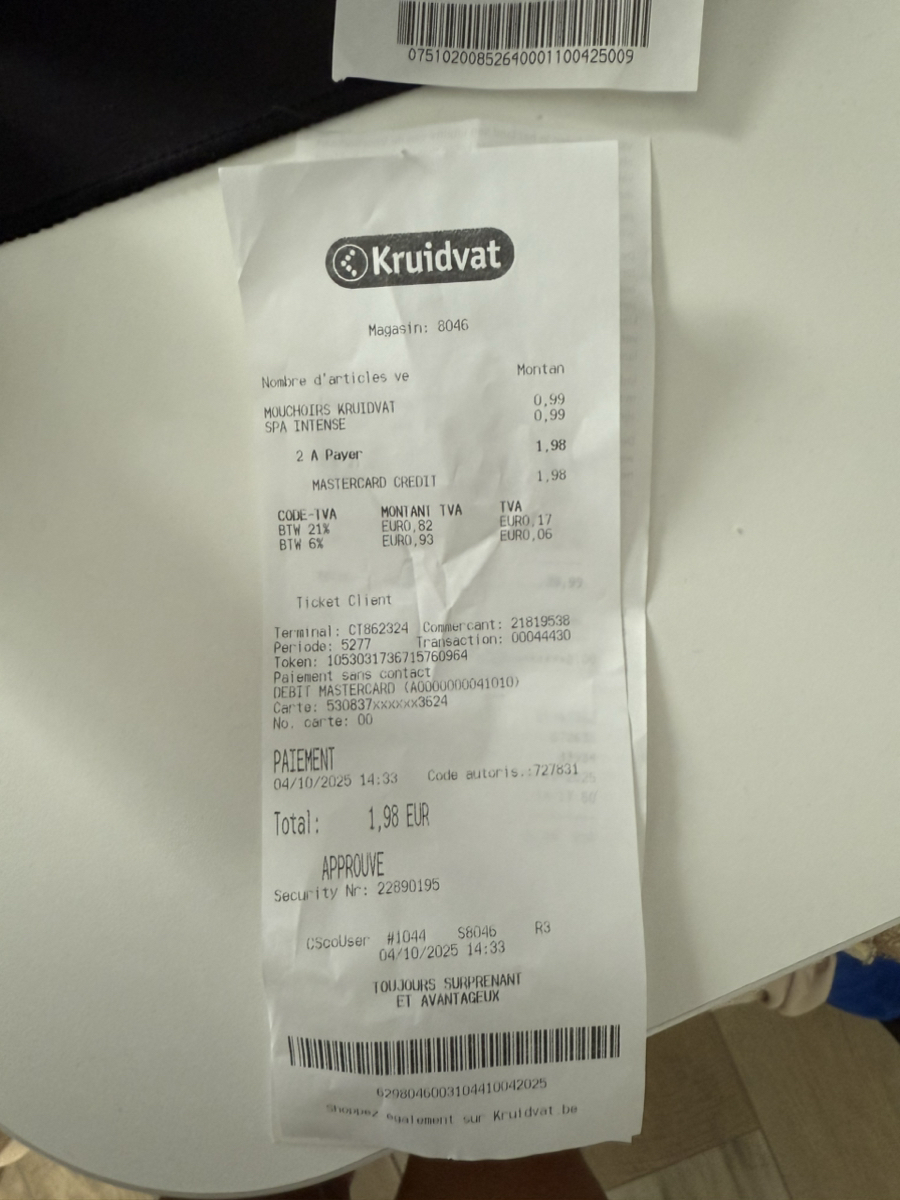 07510200852640001100425009
Kruidvat
Magasin: 8046
Nombre d'articles ve Montan
MOUCHOIRS KRUIDVAT 0,99
SPA INTENSE 0,99
2 A Payer 1,98
MASTERCARD CREDIT 1,98
CODE-TVA MONTANT TVA TVA
BTW 21% EURO,82 EURO,17
BTW 6% EURO,93 EURO,06
Ticket Client
Terminal: CT862324 Commercant: 21819538
Periode: 5277 Transaction: 00044430
Token: 1053031736715760964
Paiement sans contact
DEBIT MASTERCARD (A0000000041010)
Carte: 530837xxxxxx3624
No. carte: 00
PAIEMENT
04/10/2025 14:33 Code autoris.:727831
Total: 1,98 EUR
APPROUVE
Security Nr: 22890195
CScoUser #1044 S8046 R3
04/10/2025 14:33
TOUJOURS SURPRENANT
ET AVANTAGEUX
6298046003104410042025
Shoppez egalement sur Kruidvat.be